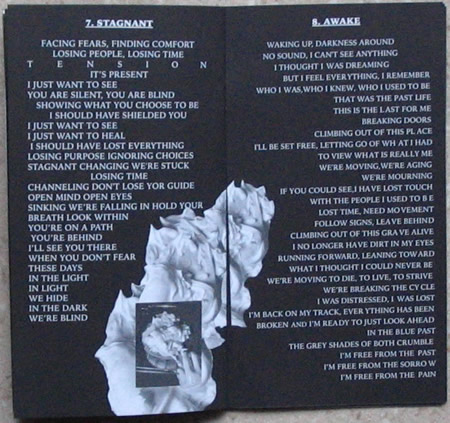 7. STAGNANT
FACING FEARS, FINDING COMFORT
LOSING PEOPLE, LOSING TIME
T E N S I O N
IT'S PRESENT
I JUST WANT TO SEE
YOU ARE SILENT, YOU ARE BLIND
SHOWING WHAT YOU CHOOSE TO BE
I SHOULD HAVE SHIELDED YOU
I JUST WANT TO SEE
I JUST WANT TO HEAL
I SHOULD HAVE LOST EVERYTHING
LOSING PURPOSE IGNORING CHOICES
STAGNANT CHANGING WE'RE STUCK
LOSING TIME
CHANNELING DON'T LOSE YOR GUIDE
OPEN MIND OPEN EYES
SINKING WE'RE FALLING IN HOLD YOUR
BREATH LOOK WITHIN
YOU'RE ON A PATH
YOU'RE BEHIND
I'LL SEE YOU THERE
WHEN YOU DON'T FEAR
THESE DAYS
IN THE LIGHT
IN LIGHT
WE HIDE
IN THE DARK
WE'RE BLIND
8. AWAKE
WAKING UP, DARKNESS AROUND
NO SOUND, I CAN'T SEE ANYTHING
I THOUGHT I WAS DREAMING
BUT I FEEL EVERYTHING, I REMEMBER
WHO I WAS,WHO I KNEW, WHO I USED TO BE
THAT WAS THE PAST LIFE
THIS IS THE LAST FOR ME
BREAKING DOORS
CLIMBING OUT OF THIS PLACE
I'LL BE SET FREE, LETTING GO OF WH AT I HAD
TO VIEW WHAT IS REALLY ME
WE'RE MOVING,WE'RE AGING
WE'RE MOURNING
IF YOU COULD SEE,I HAVE LOST TOUCH
WITH THE PEOPLE I USED TO B E
LOST TIME, NEED MOVEMENT
FOLLOW SIGNS, LEAVE BEHIND
CLIMBING OUT OF THIS GRA VE ALIVE
I NO LONGER HAVE DIRT IN MY EYES
RUNNING FORWARD, LEANING TOWARD
WHAT I THOUGHT I COULD NEVER BE
WE'RE MOVING TO DIE, TO LIVE, TO STRIVE
WE'RE BREAKING THE CY CLE
I WAS DISTRESSED, I WAS LOST
I'M BACK ON MY TRACK, EVER YTHING HAS BEEN
BROKEN AND I'M READY TO JUST LOOK AHEAD
IN THE BLUE PAST
THE GREY SHADES OF BOTH CRUMBLE
I'M FREE FROM THE PAST
I'M FREE FROM THE SORRO W
I'M FREE FROM THE PAIN